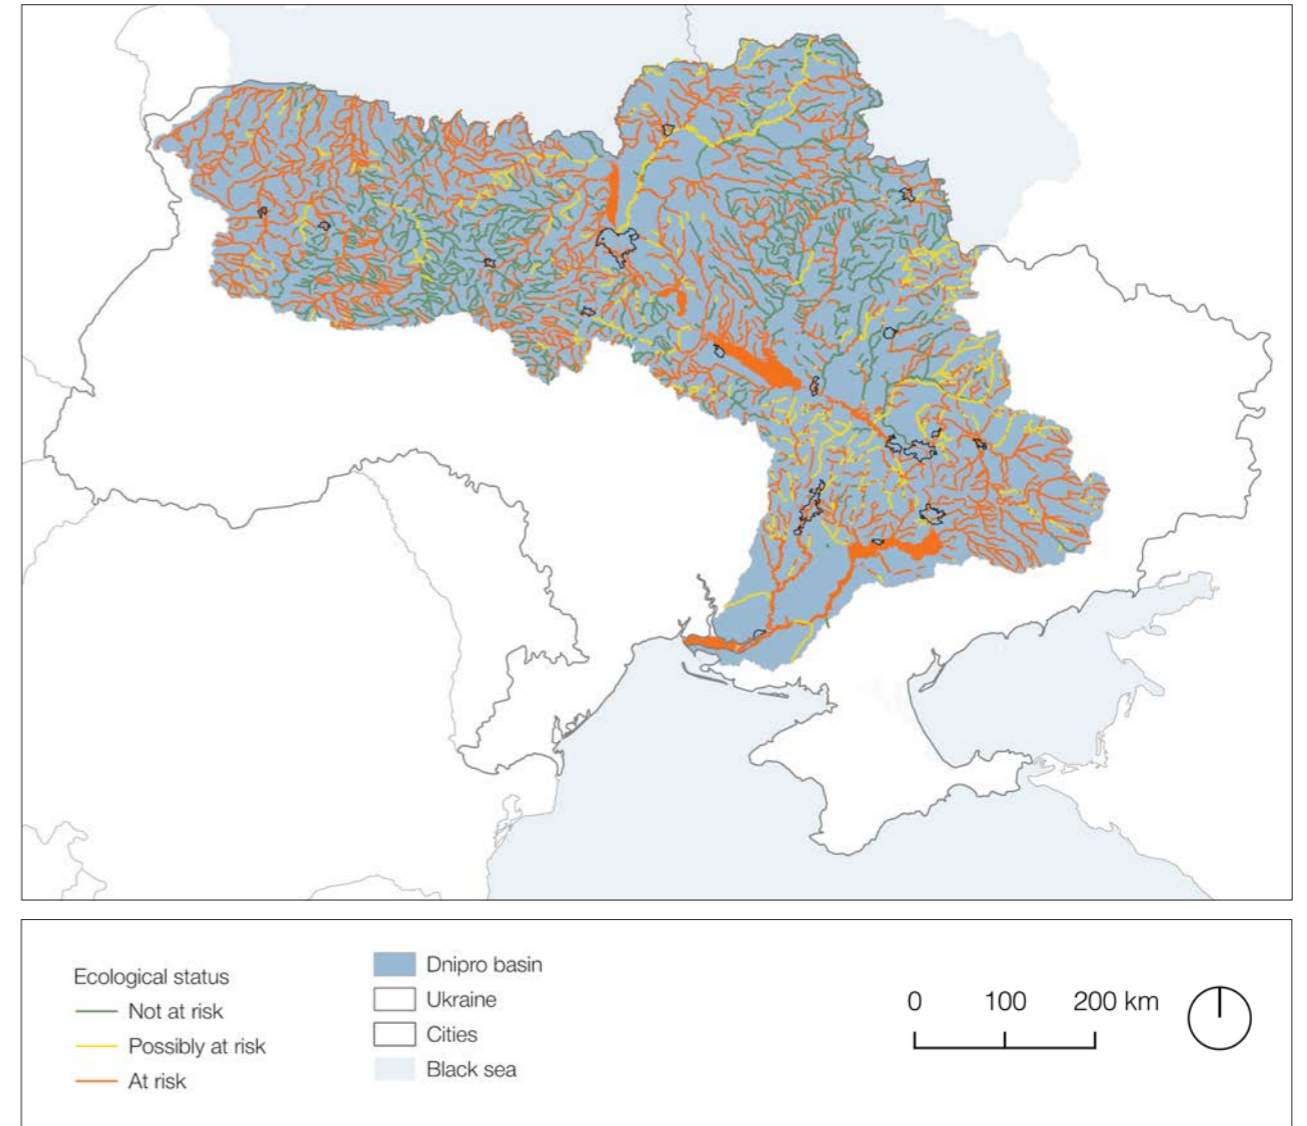 Ecological status
Not at risk
Possibly at risk
At risk
Dnipro basin
Ukraine
Cities
Black sea
0 100 200 km